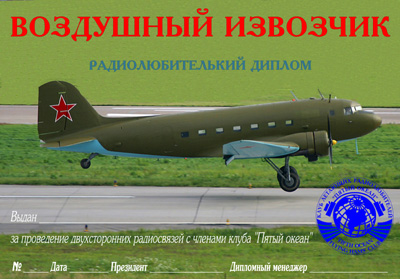 ВОЗДУШНЫЙ ИЗВОЗЧИК
РАДИОЛЮБИТЕЛЬКИЙ ДИПЛОМ
Выдан
за проведение двухсторонних радиосвязей с членами клуба "Пятый океан"
№ Дата Президент Дипломный менеджер